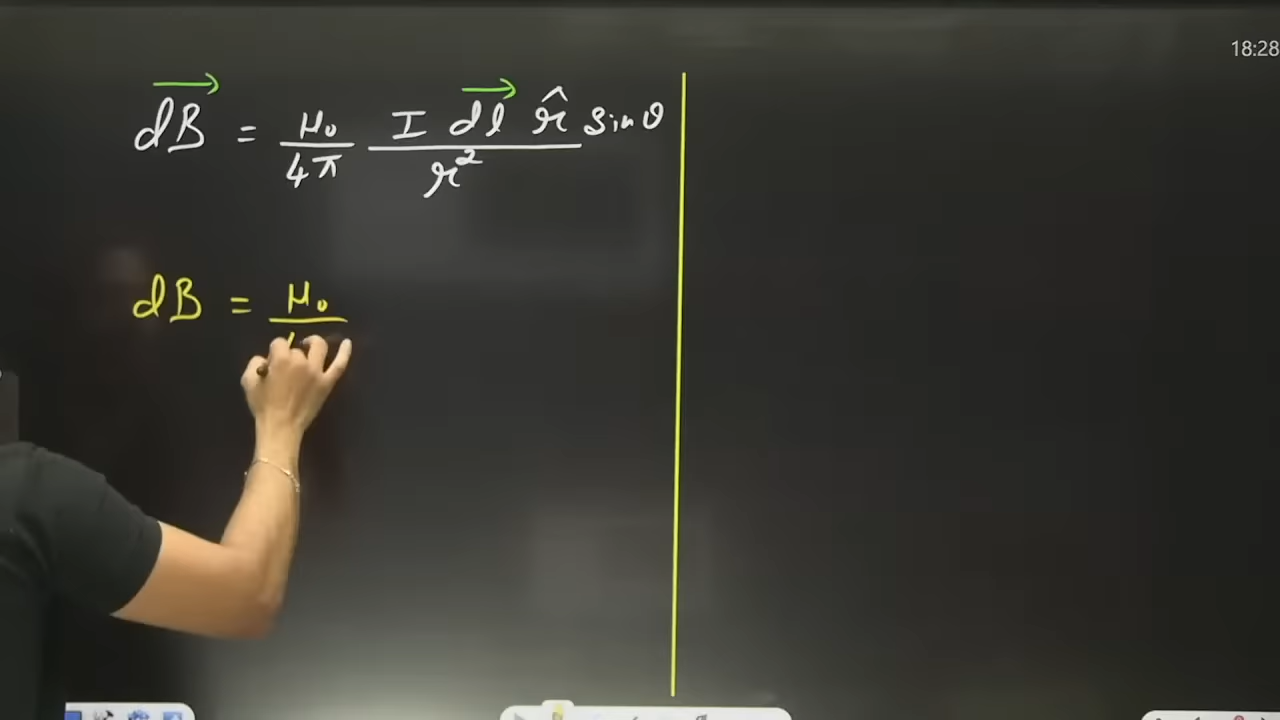 18:28
dB⃗ = μ₀/4π I dl⃗ r̂ sinθ/r²
dB = μ₀/